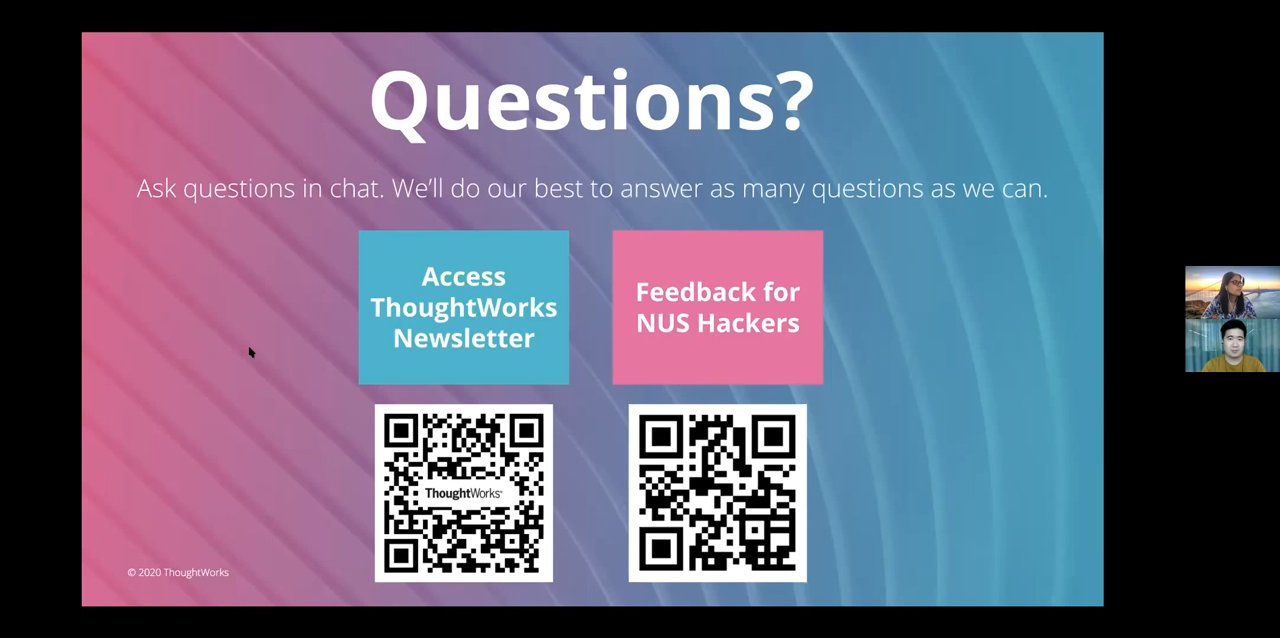 Questions?
Ask questions in chat. We'll do our best to answer as many questions as we can.
Access
ThoughtWorks
Newsletter
Feedback for
NUS Hackers
ThoughtWorks®
© 2020 ThoughtWorks